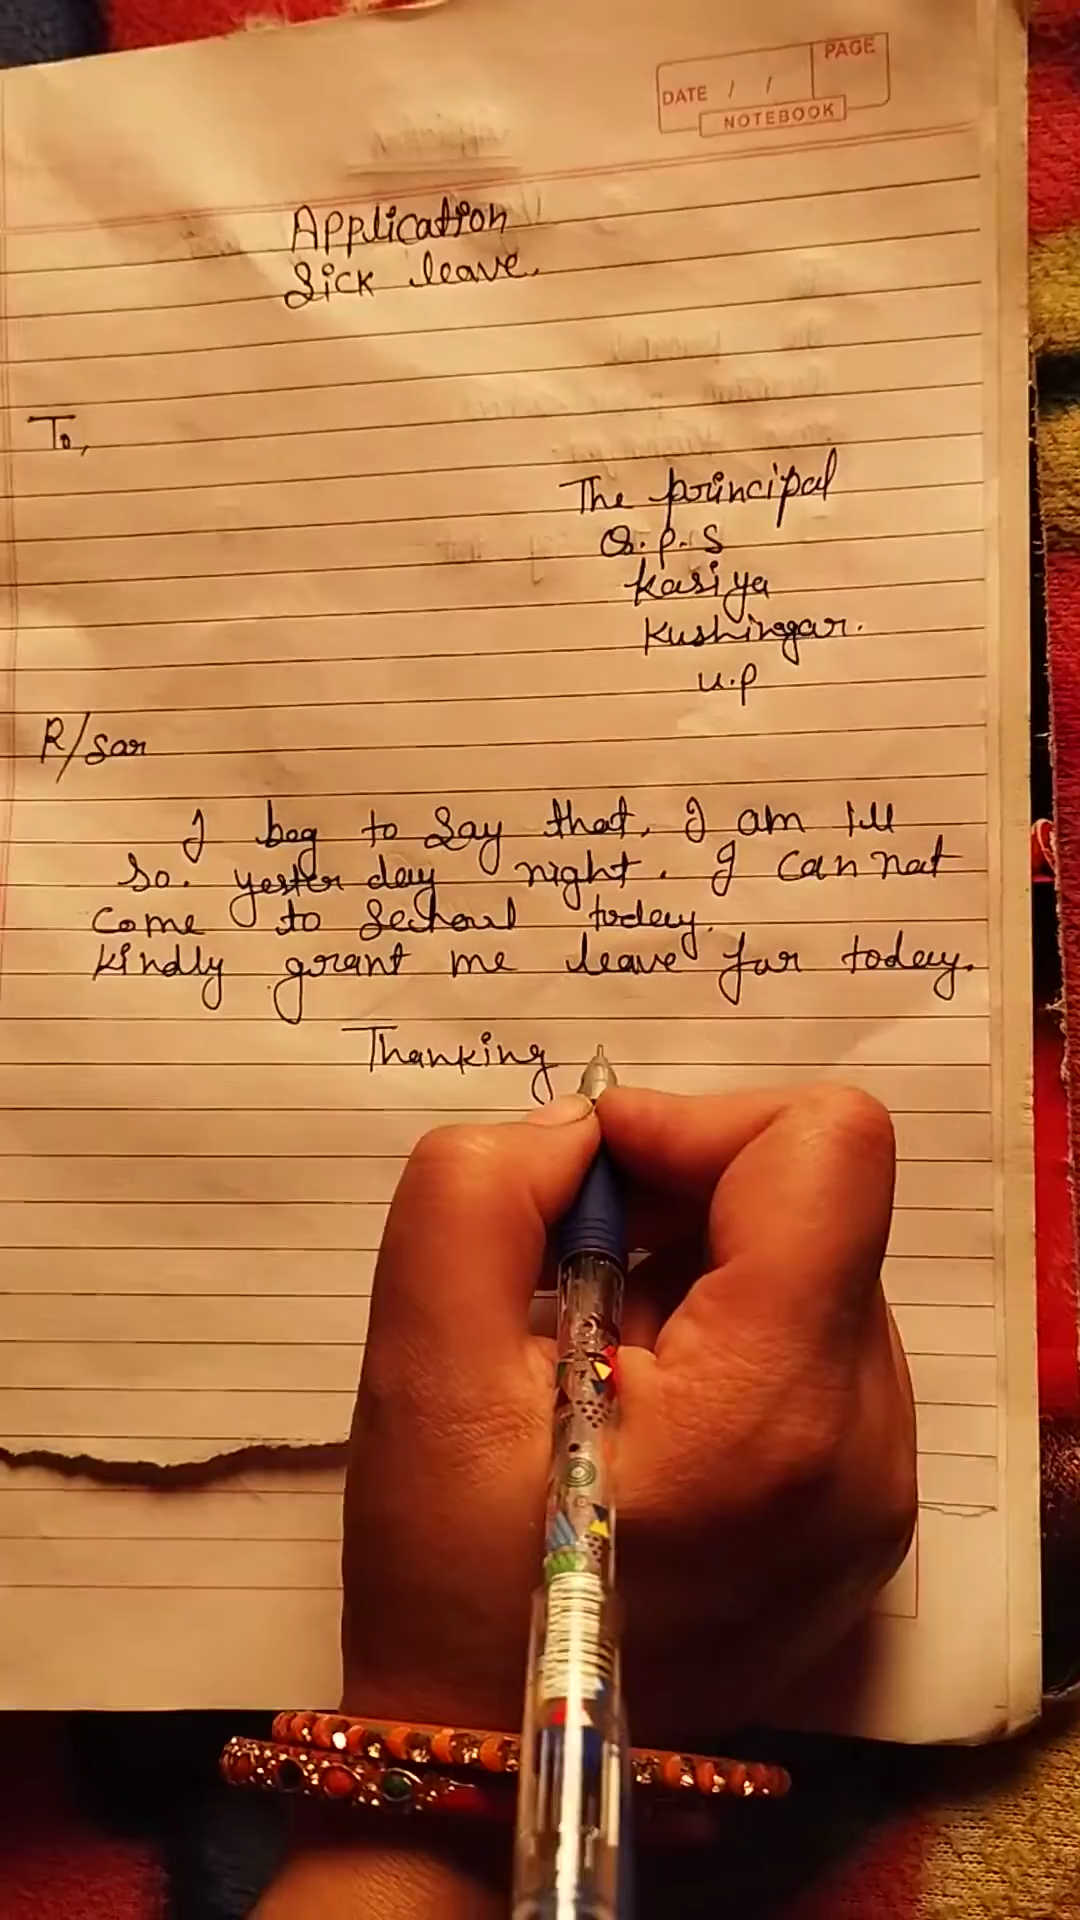 PAGE
DATE / /
NOTEBOOK
Application
Sick leave.
To,
The principal
Q.P.S
Kasiya
Kushinggar.
U.P
R/sar
I beg to Say that, I am ill
So. yester day night. I can not
come to School today.
kindly grant me leave for today.
Thanking